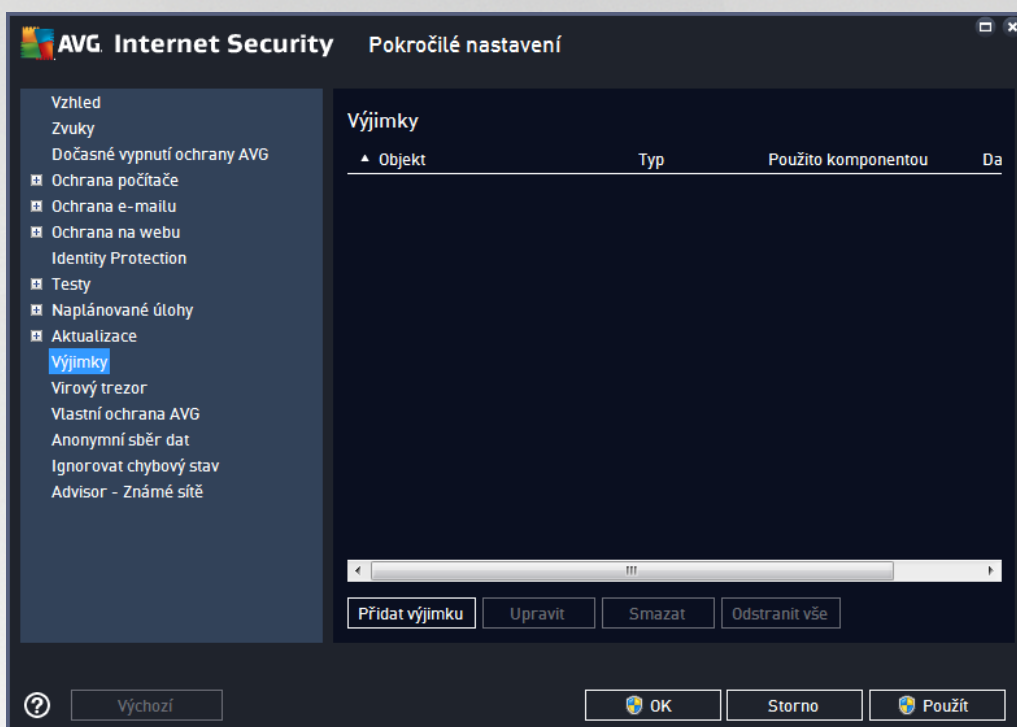 AVG. Internet Security Pokročilé nastavení
Vzhled
Zvuky
Dočasné vypnutí ochrany AVG
Ochrana počítače
Ochrana e-mailu
Ochrana na webu
Identity Protection
Testy
Naplánované úlohy
Aktualizace
Výjimky
Virový trezor
Vlastní ochrana AVG
Anonymní sběr dat
Ignorovat chybový stav
Advisor - Známé sítě
Výjimky
Objekt Typ Použito komponentou Da
Přidat výjimku Upravit Smazat Odstranit vše
Výchozí OK Storno Použít